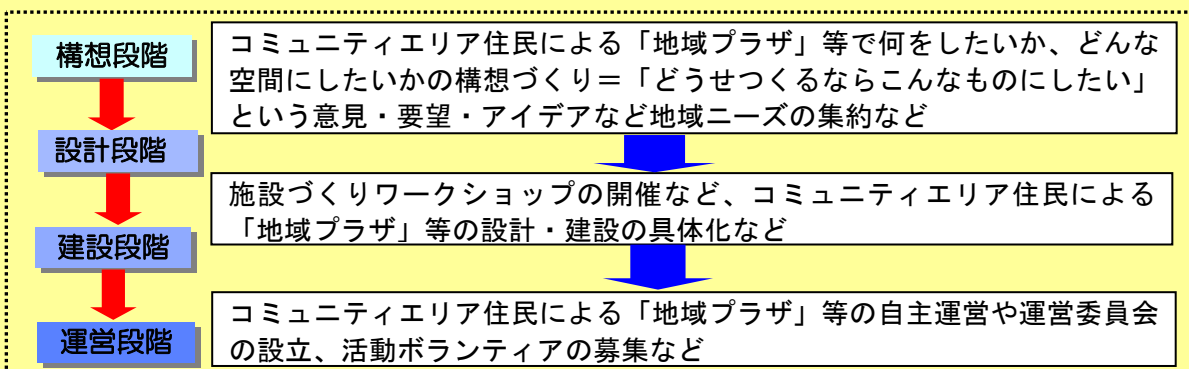 構想段階
コミュニティエリア住民による「地域プラザ」等で何をしたいか、どんな
空間にしたいかの構想づくり＝「どうせつくるならこんなものにしたい」
という意見・要望・アイデアなど地域ニーズの集約など
設計段階
施設づくりワークショップの開催など、コミュニティエリア住民による
「地域プラザ」等の設計・建設の具体化など
建設段階
コミュニティエリア住民による「地域プラザ」等の自主運営や運営委員会
の設立、活動ボランティアの募集など
運営段階